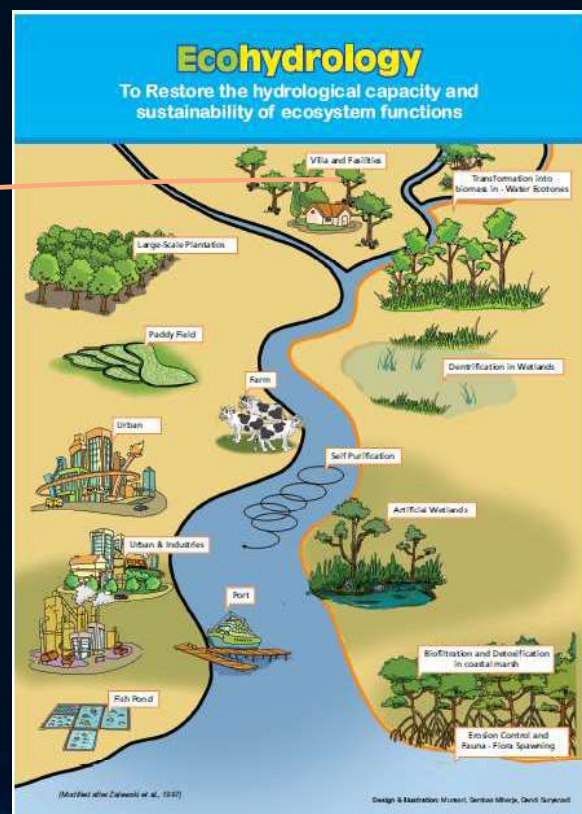 Ecohydrology
To Restore the hydrological capacity and
sustainability of ecosystem functions
Villa and Fasilties
Transformation into
biomass in - Water Ecotones
Large-Scale Plantatios
Paddy Field
Dentrification in Wetlands
Farm
Urban
Self Purification
Artificial Wetlands
Urban & Industries
Port
Biofiltration and Detoxification
in coastal marsh
Fish Pond
Erosion Control and
Fauna - Flora Spawning
(Modified after Zalewski et al., 1997)
Design & Illustration: